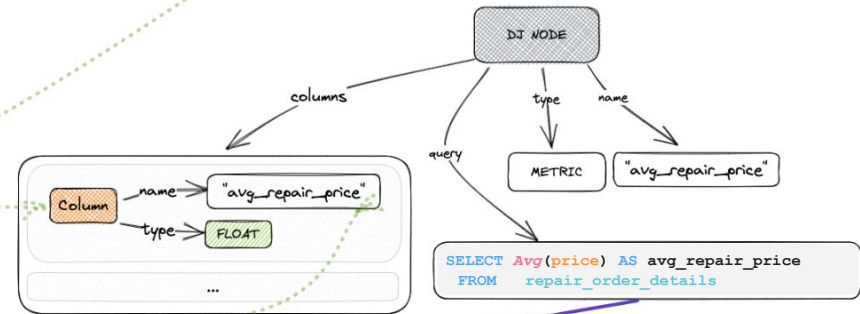 DJ NODE
columns
type
name
query
METRIC
"avg_repair_price"
Column
name
"avg_repair_price"
type
FLOAT
...
SELECT Avg(price) AS avg_repair_price
FROM repair_order_details